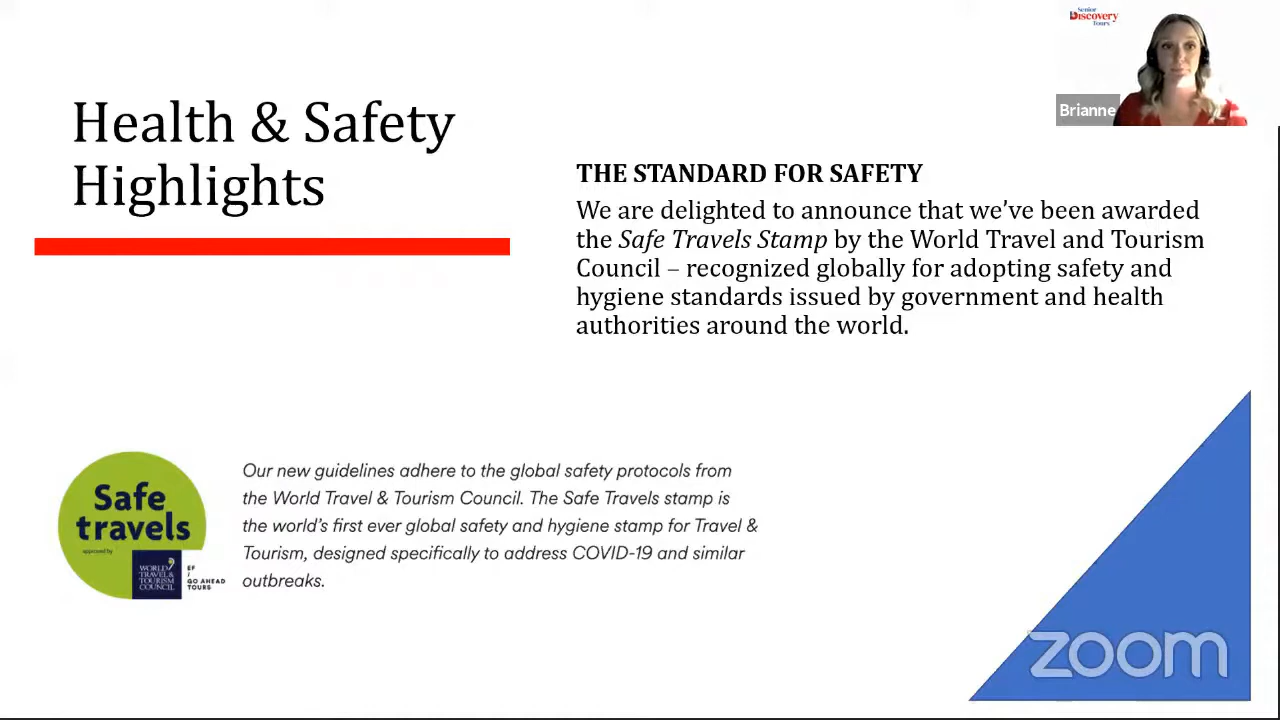 Senior
Discovery
Tours
Brianne
Health & Safety
Highlights
THE STANDARD FOR SAFETY
We are delighted to announce that we’ve been awarded
the Safe Travels Stamp by the World Travel and Tourism
Council – recognized globally for adopting safety and
hygiene standards issued by government and health
authorities around the world.
Safe
travels
approved by
WORLD
TRAVEL &
TOURISM
COUNCIL
EF
/
GO AHEAD
TOURS
Our new guidelines adhere to the global safety protocols from
the World Travel & Tourism Council. The Safe Travels stamp is
the world’s first ever global safety and hygiene stamp for Travel &
Tourism, designed specifically to address COVID-19 and similar
outbreaks.
zoom